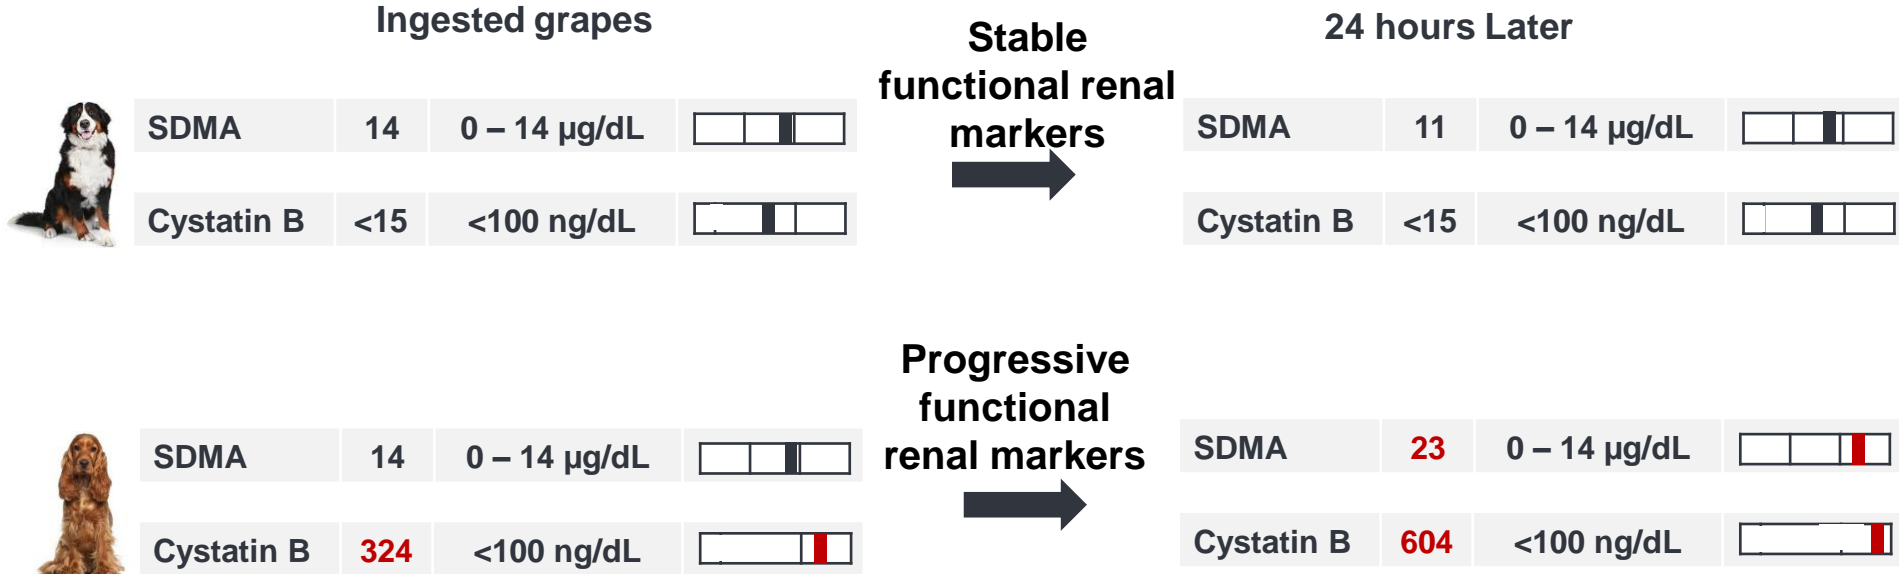 Ingested grapes
Stable
functional renal
markers
24 hours Later
SDMA 14 0 – 14 µg/dL
Cystatin B <15 <100 ng/dL
SDMA 11 0 – 14 µg/dL
Cystatin B <15 <100 ng/dL
Progressive
functional
renal markers
SDMA 14 0 – 14 µg/dL
Cystatin B 324 <100 ng/dL
SDMA 23 0 – 14 µg/dL
Cystatin B 604 <100 ng/dL